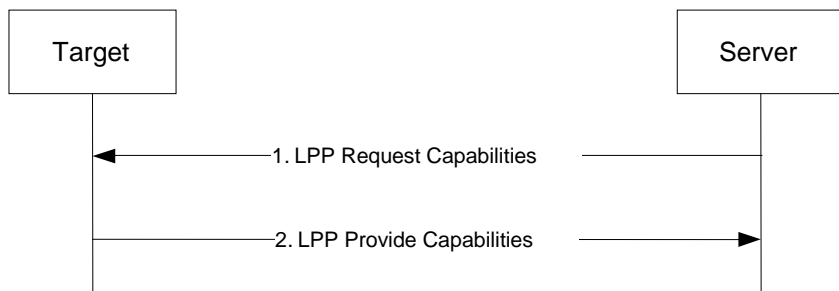 Target
Server
1. LPP Request Capabilities
2. LPP Provide Capabilities